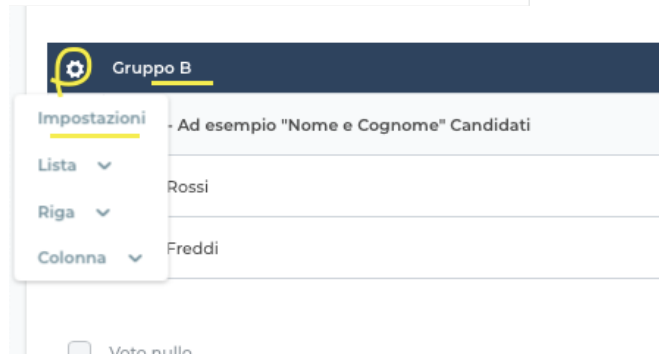 Gruppo B
Impostazioni
- Ad esempio "Nome e Cognome" Candidati
Lista
Rossi
Riga
Freddi
Colonna
Voto nullo